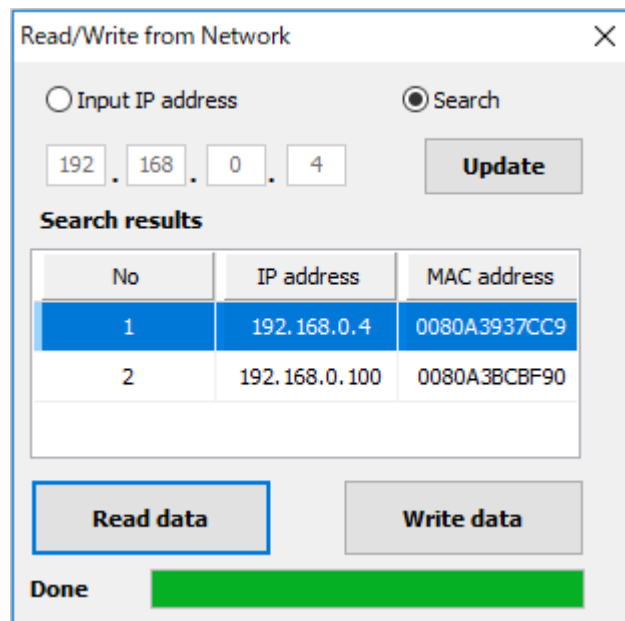 Read/Write from Network
Input IP address Search
192 . 168 . 0 . 4 Update
Search results
No IP address MAC address
1 192.168.0.4 0080A3937CC9
2 192.168.0.100 0080A3BCBF90
Read data Write data
Done